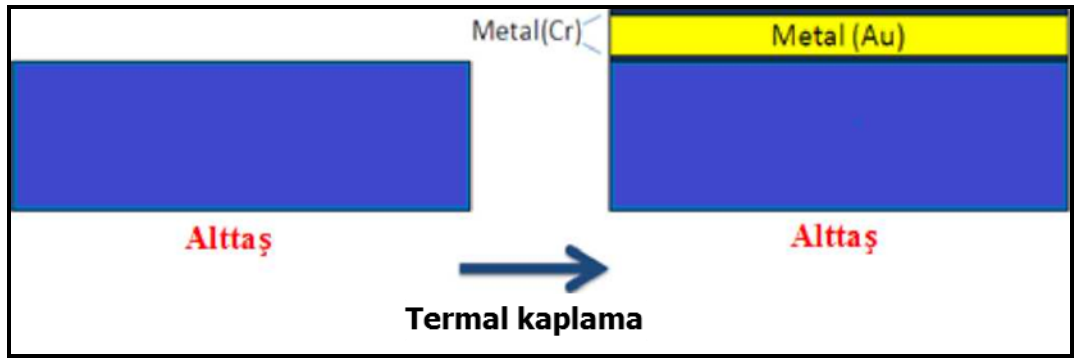 Metal(Cr)
Metal (Au)
Alttaş
Alttaş
Termal kaplama